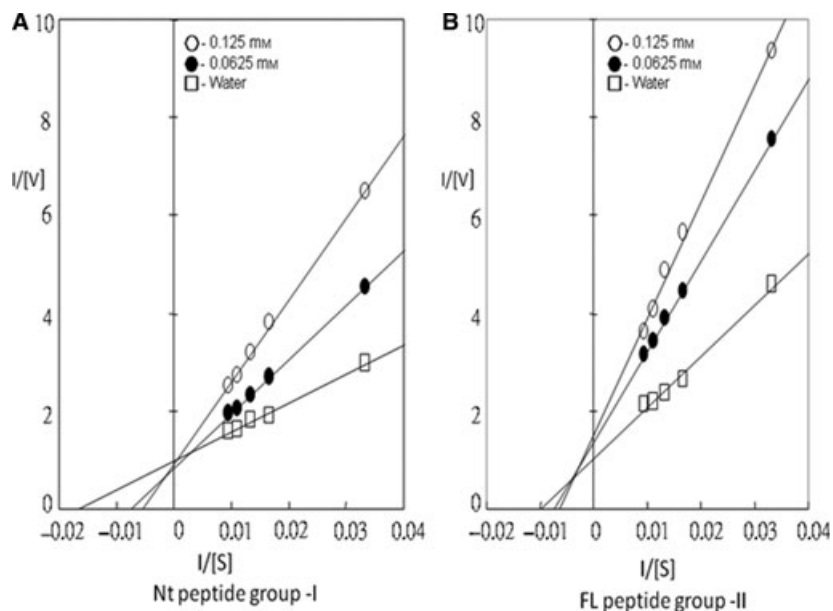 A
10
8
6
4
2
0
I/[V]
- 0.125 mM
- 0.0625 mM
- Water
−0.02 −0.01 0 0.01 0.02 0.03 0.04
I/[S]
Nt peptide group -I
B
10
8
6
4
2
0
I/[V]
- 0.125 mM
- 0.0625 mM
- Water
−0.02 −0.01 0 0.01 0.02 0.03 0.04
I/[S]
FL peptide group -II